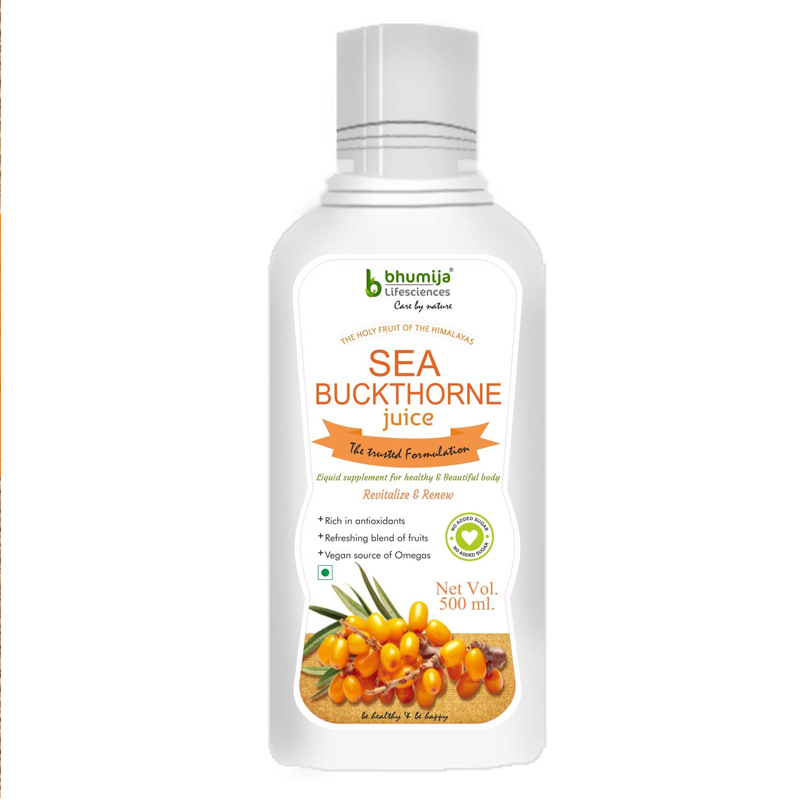 bhumija®
Lifesciences
Care by nature
THE HOLY FRUIT OF THE HIMALAYAS
SEA
BUCKTHORNE
juice
The trusted Formulation
Liquid supplement for healthy & Beautiful body
Revitalize & Renew
+Rich in antioxidants
+Refreshing blend of fruits
+Vegan source of Omegas
NO ADDED SUGAR
NO ADDED SUGAR
Net Vol.
500 ml.
be healthy & be happy